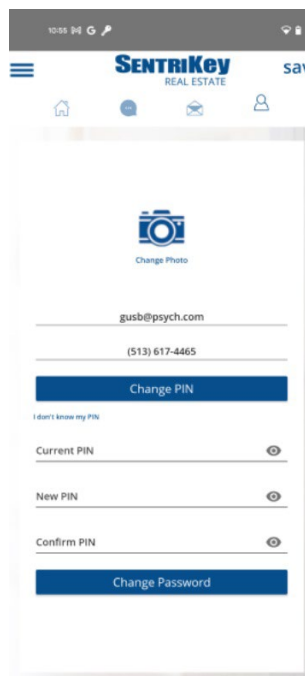 10:55 G
SentriKey
REAL ESTATE
sav
Change Photo
gusb@psych.com
(513) 617-4465
Change PIN
I don't know my PIN
Current PIN
New PIN
Confirm PIN
Change Password